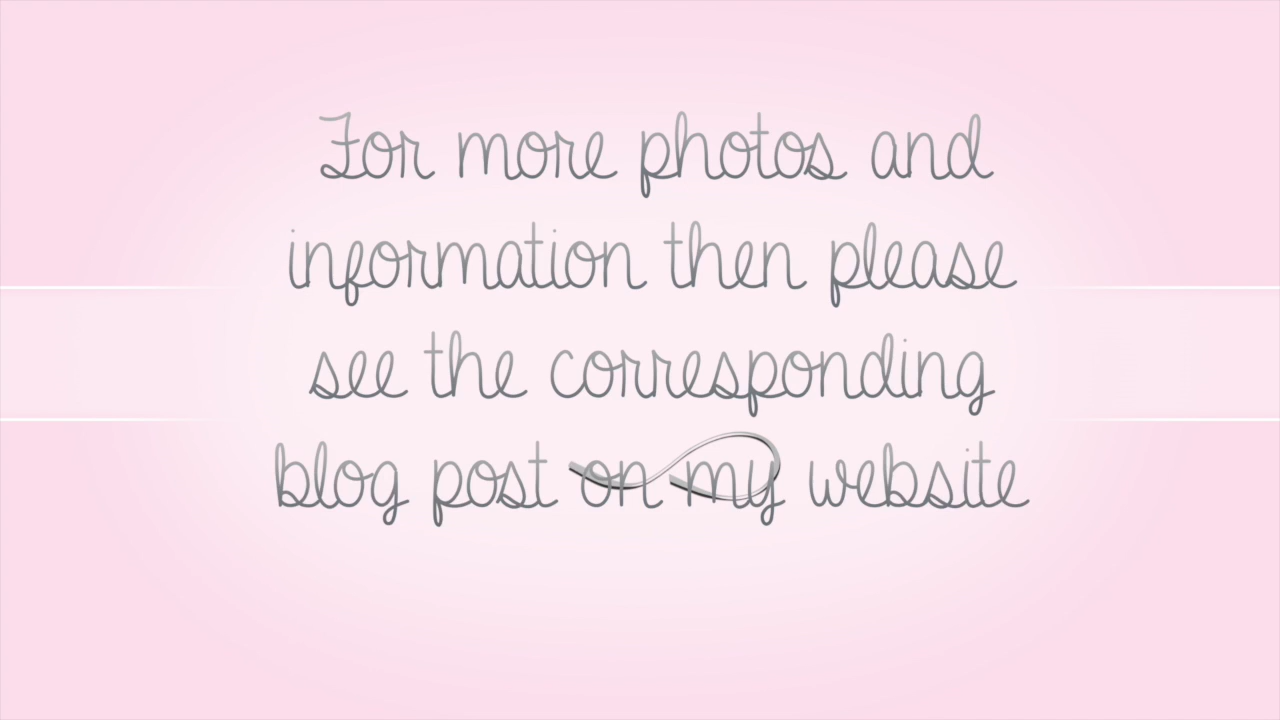 For more photos and
information then please
see the corresponding
blog post on my website